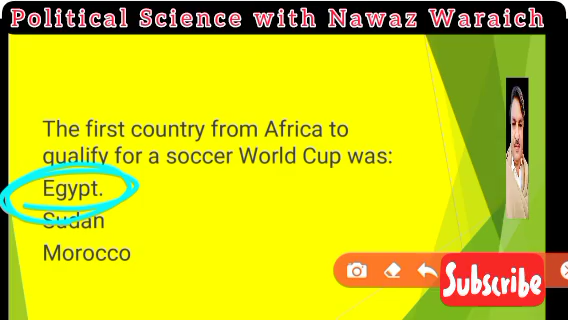 Political Science with Nawaz Waraich
The first country from Africa to
qualify for a soccer World Cup was:
Egypt.
Sudan
Morocco
Subscribe